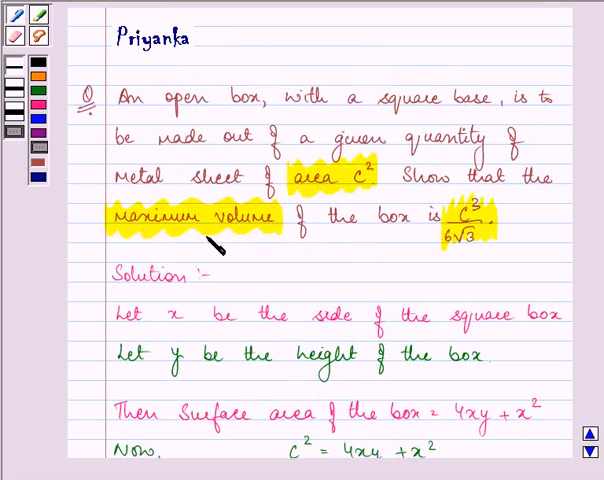 Priyanka
Q. An open box, with a square base, is to
be made out of a given quantity of
metal sheet of area c². Show that the
maximum volume of the box is c³/6√3.
Solution :-
Let x be the side of the square box
Let y be the height of the box.
Then Surface area of the box = 4xy + x²
Now, c² = 4xy + x²